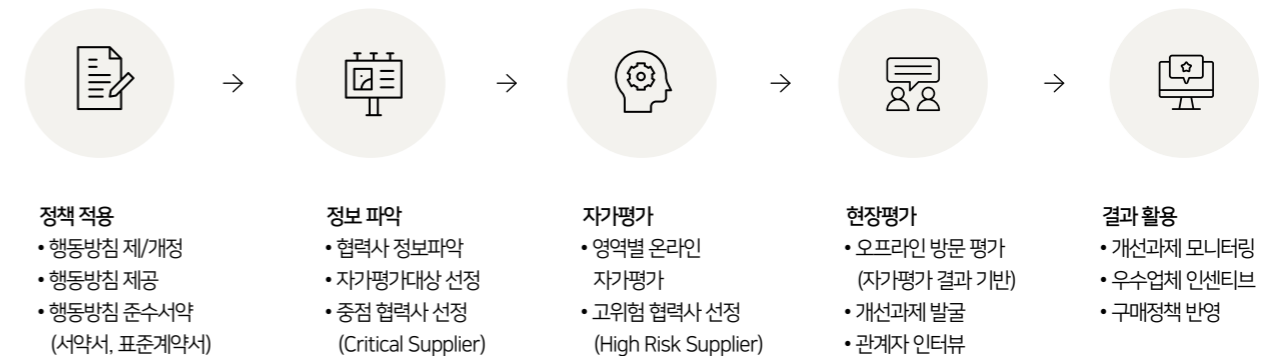 정책 적용
• 행동방침 제/개정
• 행동방침 제공
• 행동방침 준수서약
(서약서, 표준계약서)
정보 파악
• 협력사 정보파악
• 자가평가대상 선정
• 중점 협력사 선정
(Critical Supplier)
자가평가
• 영역별 온라인
자가평가
• 고위험 협력사 선정
(High Risk Supplier)
현장평가
• 오프라인 방문 평가
(자가평가 결과 기반)
• 개선과제 발굴
• 관계자 인터뷰
결과 활용
• 개선과제 모니터링
• 우수업체 인센티브
• 구매정책 반영